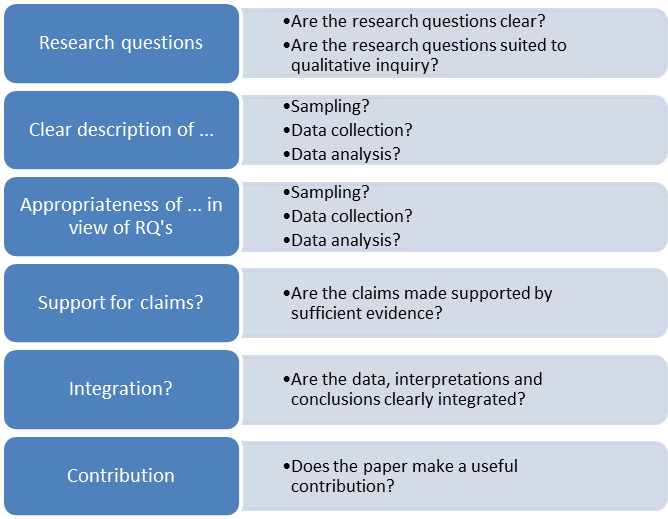 Research questions
•Are the research questions clear?
•Are the research questions suited to
qualitative inquiry?
Clear description of ...
•Sampling?
•Data collection?
•Data analysis?
Appropriateness of ... in
view of RQ's
•Sampling?
•Data collection?
•Data analysis?
Support for claims?
•Are the claims made supported by
sufficient evidence?
Integration?
•Are the data, interpretations and
conclusions clearly integrated?
Contribution
•Does the paper make a useful
contribution?